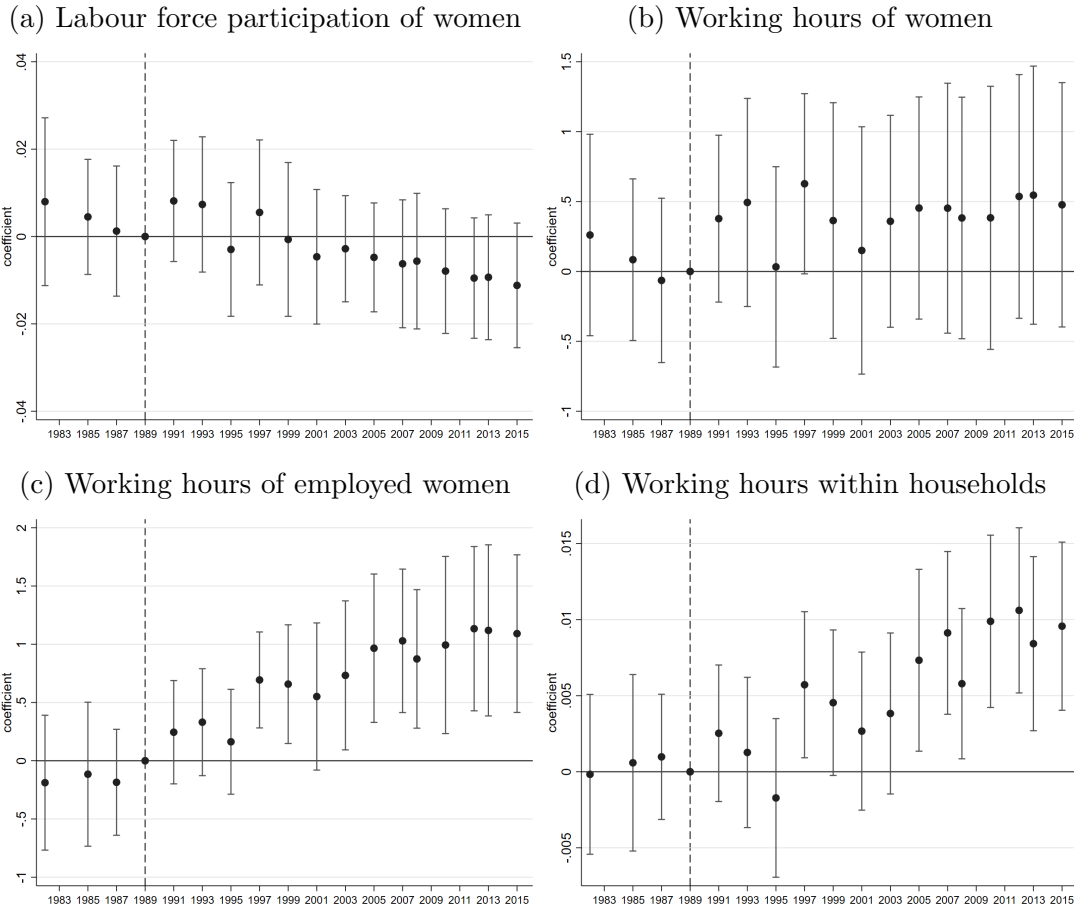 (a) Labour force participation of women
(b) Working hours of women
.04
.02
0
-.02
-.04
coefficient
1983 1985 1987 1989 1991 1993 1995 1997 1999 2001 2003 2005 2007 2009 2011 2013 2015
1.5
1
.5
0
-.5
-1
coefficient
1983 1985 1987 1989 1991 1993 1995 1997 1999 2001 2003 2005 2007 2009 2011 2013 2015
(c) Working hours of employed women
(d) Working hours within households
2
1.5
1
.5
0
-.5
-1
coefficient
1983 1985 1987 1989 1991 1993 1995 1997 1999 2001 2003 2005 2007 2009 2011 2013 2015
.015
.01
.005
0
-.005
coefficient
1983 1985 1987 1989 1991 1993 1995 1997 1999 2001 2003 2005 2007 2009 2011 2013 2015